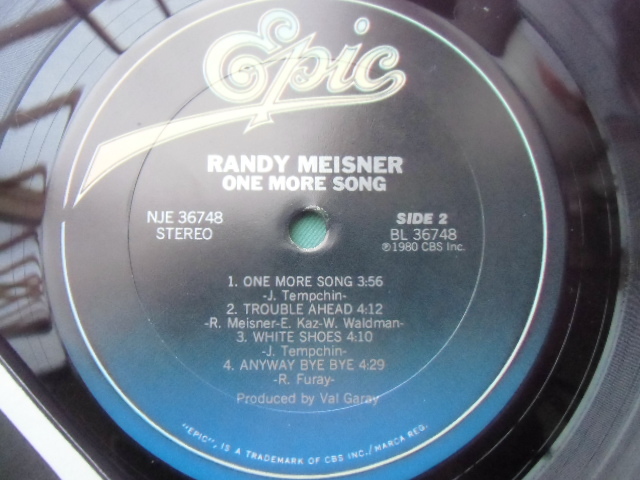 Epic
RANDY MEISNER
ONE MORE SONG
NJE 36748
STEREO
SIDE 2
BL 36748
℗1980 CBS Inc.
1. ONE MORE SONG 3:56
-J. Tempchin-
2. TROUBLE AHEAD 4:12
-R. Meisner-E. Kaz-W. Waldman-
3. WHITE SHOES 4:10
-J. Tempchin-
4. ANYWAY BYE BYE 4:29
-R. Furay-
Produced by Val Garay
"EPIC", IS A TRADEMARK OF CBS INC./MARCA REG.